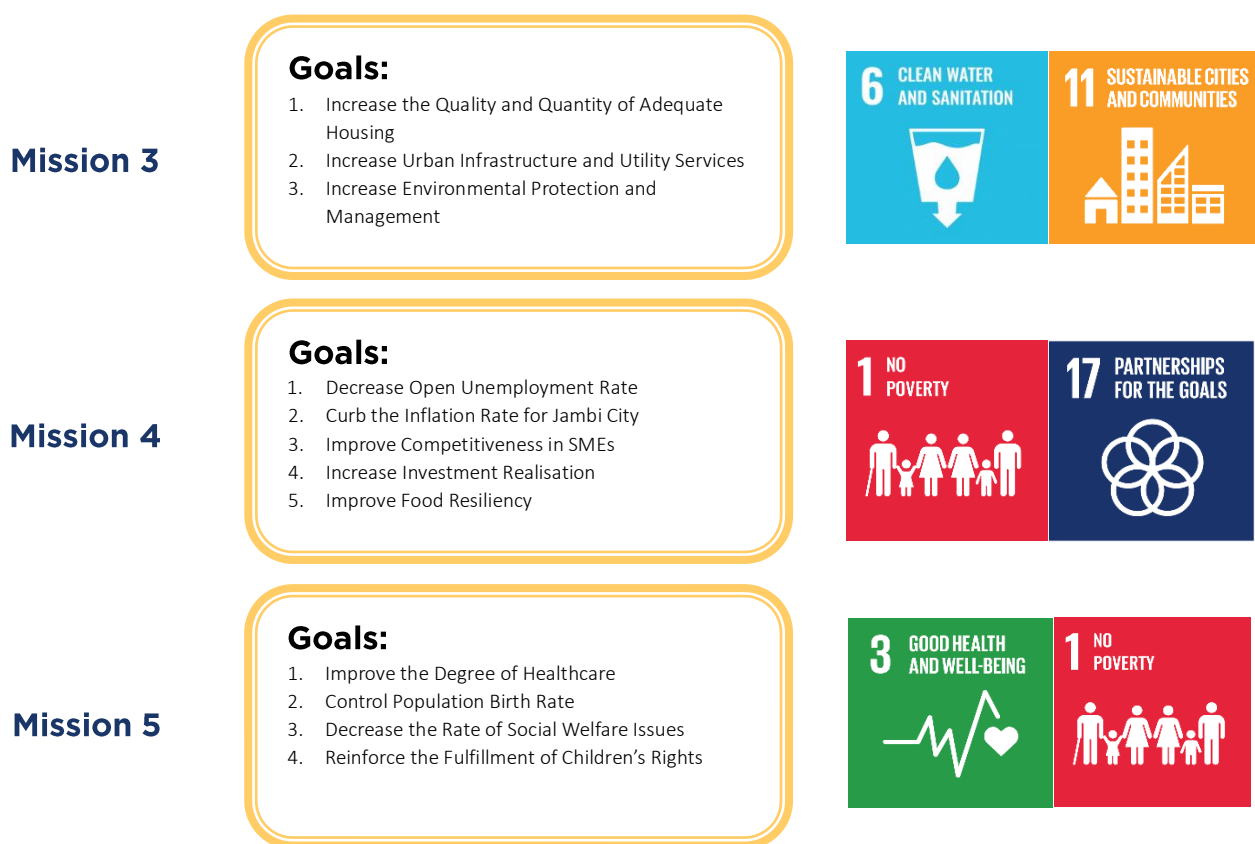 Mission 3
Goals:
1. Increase the Quality and Quantity of Adequate
Housing
2. Increase Urban Infrastructure and Utility Services
3. Increase Environmental Protection and
Management
6 CLEAN WATER
AND SANITATION
11 SUSTAINABLE CITIES
AND COMMUNITIES
Mission 4
Goals:
1. Decrease Open Unemployment Rate
2. Curb the Inflation Rate for Jambi City
3. Improve Competitiveness in SMEs
4. Increase Investment Realisation
5. Improve Food Resiliency
1 NO
POVERTY
17 PARTNERSHIPS
FOR THE GOALS
Mission 5
Goals:
1. Improve the Degree of Healthcare
2. Control Population Birth Rate
3. Decrease the Rate of Social Welfare Issues
4. Reinforce the Fulfillment of Children’s Rights
3 GOOD HEALTH
AND WELL-BEING
1 NO
POVERTY